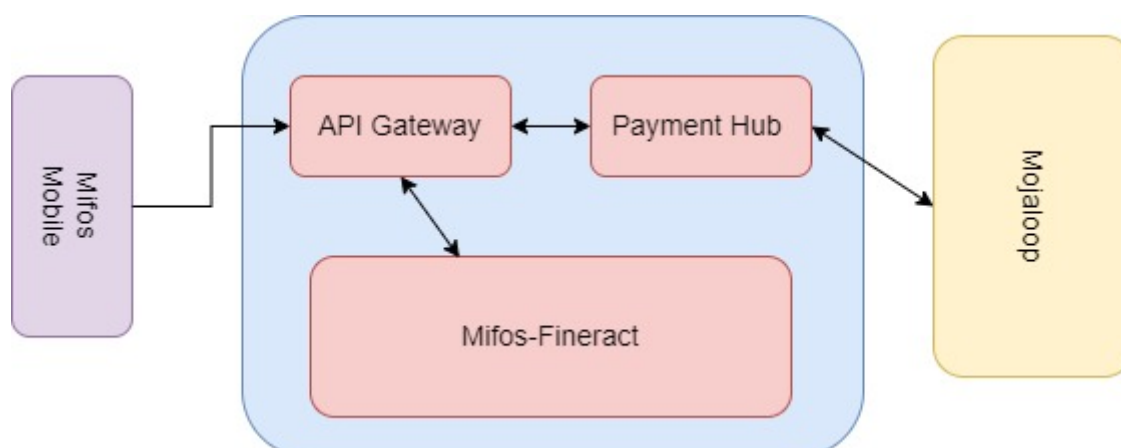 Mifos
Mobile
API Gateway
Payment Hub
Mifos-Fineract
Mojaloop